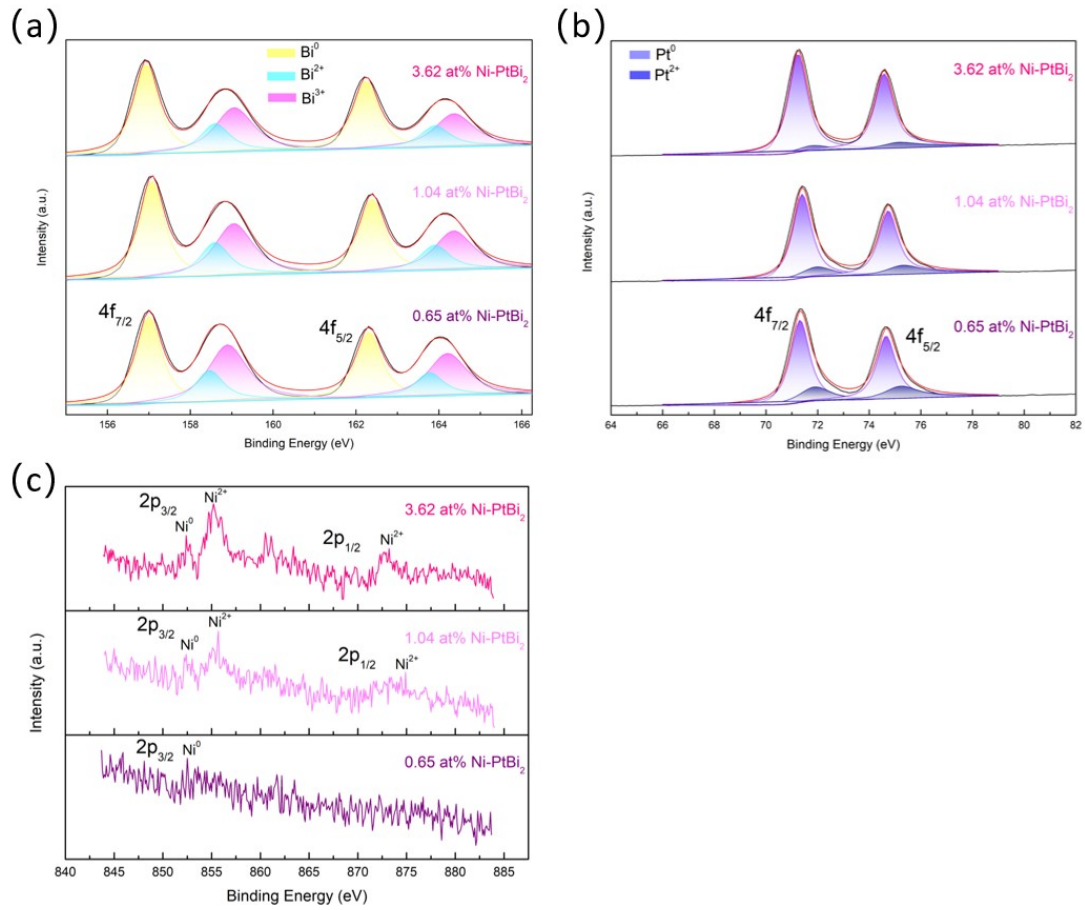 (a)
Bi⁰
Bi²⁺
Bi³⁺
3.62 at% Ni-PtBi₂
1.04 at% Ni-PtBi₂
4f₇/₂
4f₅/₂
0.65 at% Ni-PtBi₂
Intensity (a.u.)
156 158 160 162 164 166
Binding Energy (eV)
(b)
Pt⁰
Pt²⁺
3.62 at% Ni-PtBi₂
1.04 at% Ni-PtBi₂
4f₇/₂
0.65 at% Ni-PtBi₂
4f₅/₂
Intensity (a.u.)
64 66 68 70 72 74 76 78 80 82
Binding Energy (eV)
(c)
2p₃/₂ Ni⁰ Ni²⁺
2p₁/₂ Ni²⁺
3.62 at% Ni-PtBi₂
2p₃/₂ Ni⁰ Ni²⁺
2p₁/₂ Ni²⁺
1.04 at% Ni-PtBi₂
2p₃/₂ Ni⁰
0.65 at% Ni-PtBi₂
Intensity (a.u.)
840 845 850 855 860 865 870 875 880 885
Binding Energy (eV)